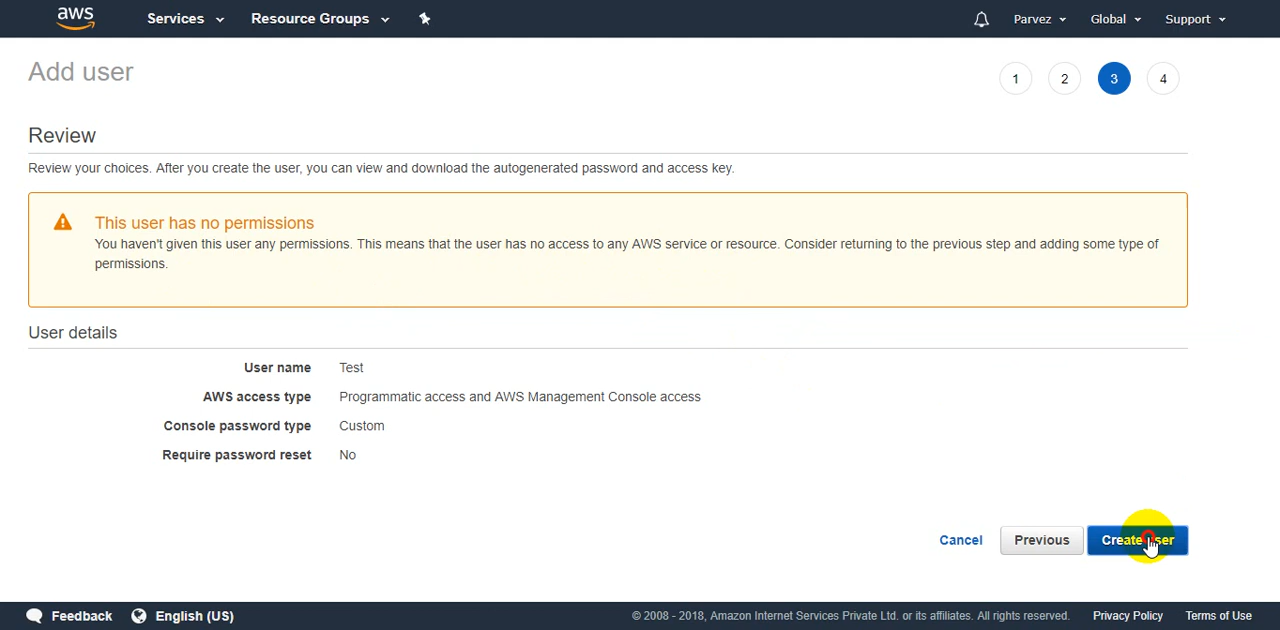 aws Services Resource Groups Parvez Global Support
Add user
1 2 3 4
Review
Review your choices. After you create the user, you can view and download the autogenerated password and access key.
This user has no permissions
You haven't given this user any permissions. This means that the user has no access to any AWS service or resource. Consider returning to the previous step and adding some type of
permissions.
User details
User name Test
AWS access type Programmatic access and AWS Management Console access
Console password type Custom
Require password reset No
Cancel Previous Create user
Feedback English (US) © 2008 - 2018, Amazon Internet Services Private Ltd. or its affiliates. All rights reserved. Privacy Policy Terms of Use